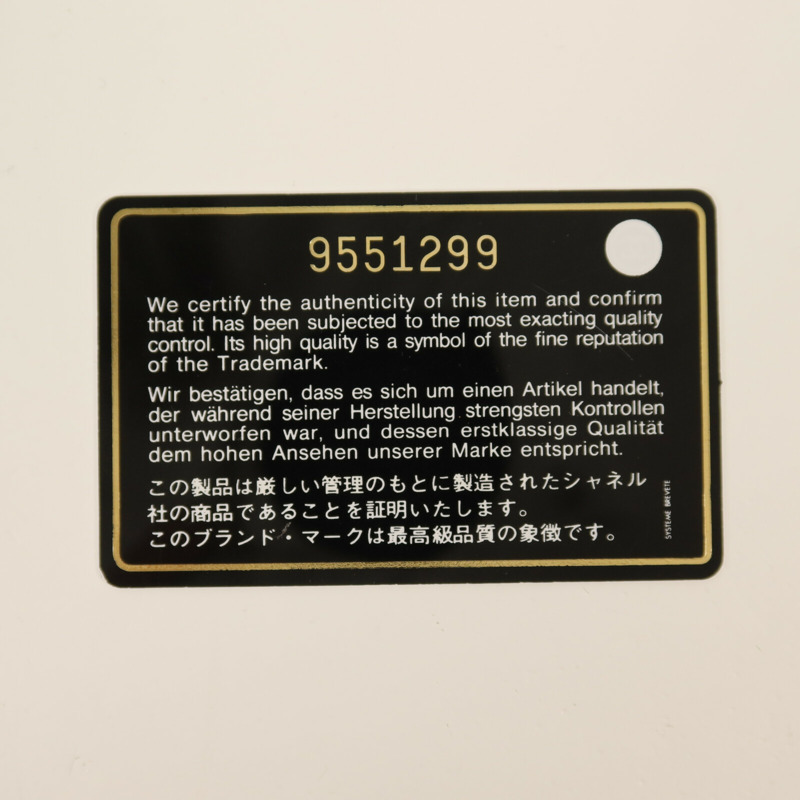 9551299
We certify the authenticity of this item and confirm
that it has been subjected to the most exacting quality
control. Its high quality is a symbol of the fine reputation
of the Trademark.
Wir bestätigen, dass es sich um einen Artikel handelt,
der während seiner Herstellung strengsten Kontrollen
unterworfen war, und dessen erstklassige Qualität
dem hohen Ansehen unserer Marke entspricht.
この製品は厳しい管理のもとに製造されたシャネル
社の商品であることを証明いたします。
このブランド・マークは最高級品質の象徴です。
SYSTEME BREVETE